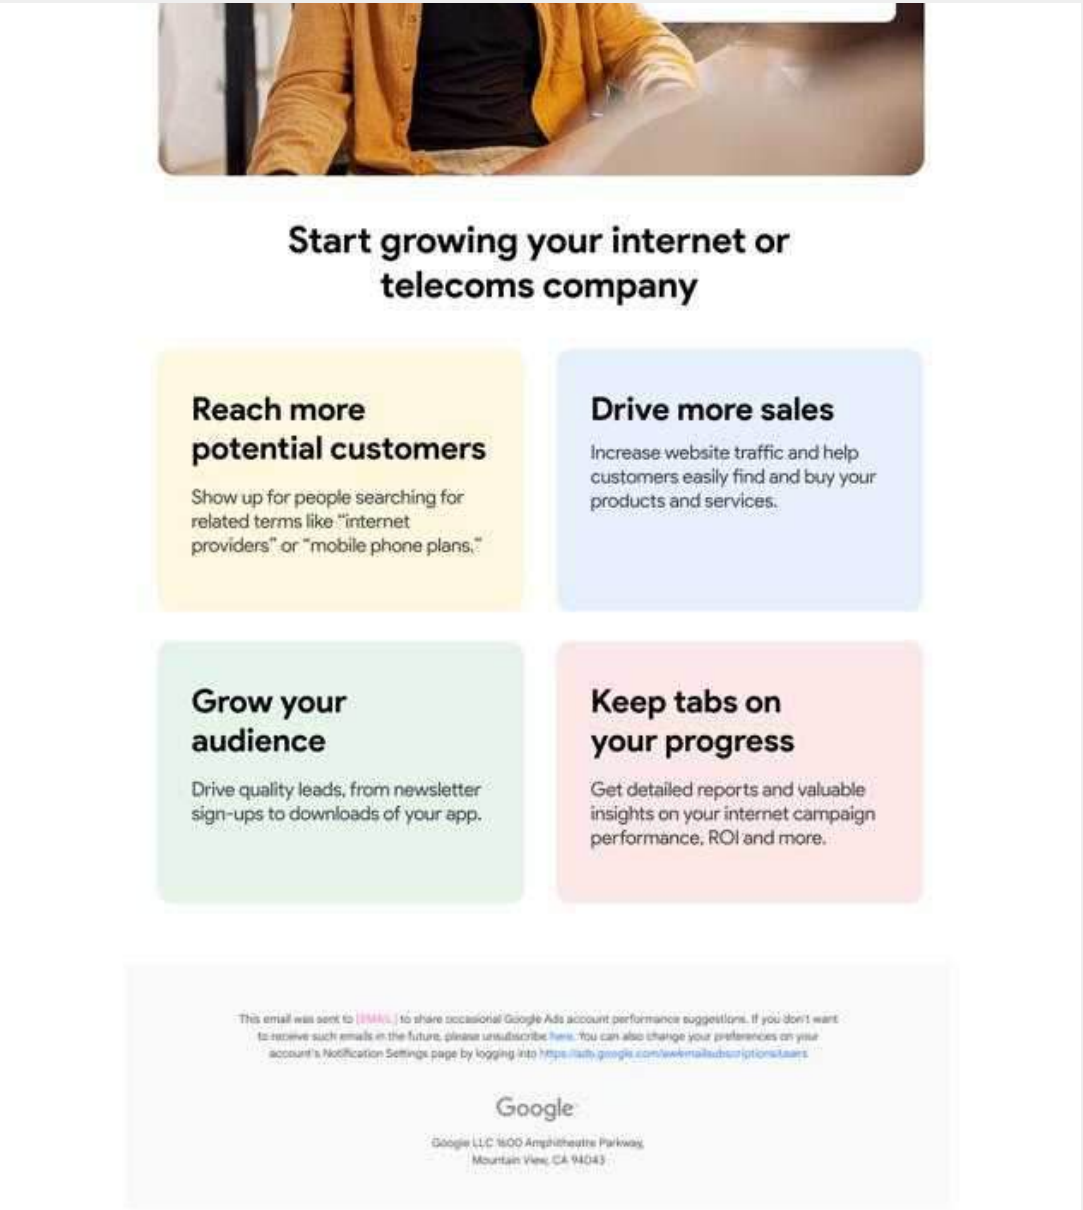 Start growing your internet or
telecoms company
Reach more
potential customers
Show up for people searching for
related terms like “internet
providers” or “mobile phone plans.”
Drive more sales
Increase website traffic and help
customers easily find and buy your
products and services.
Grow your
audience
Drive quality leads, from newsletter
sign-ups to downloads of your app.
Keep tabs on
your progress
Get detailed reports and valuable
insights on your internet campaign
performance, ROI and more.
This email was sent to [EMAIL] to share occasional Google Ads account performance suggestions. If you don't want
to receive such emails in the future, please unsubscribe here. You can also change your preferences on your
account's Notification Settings page by logging into
Google
Google LLC 1600 Amphitheatre Parkway,
Mountain View, CA 94043